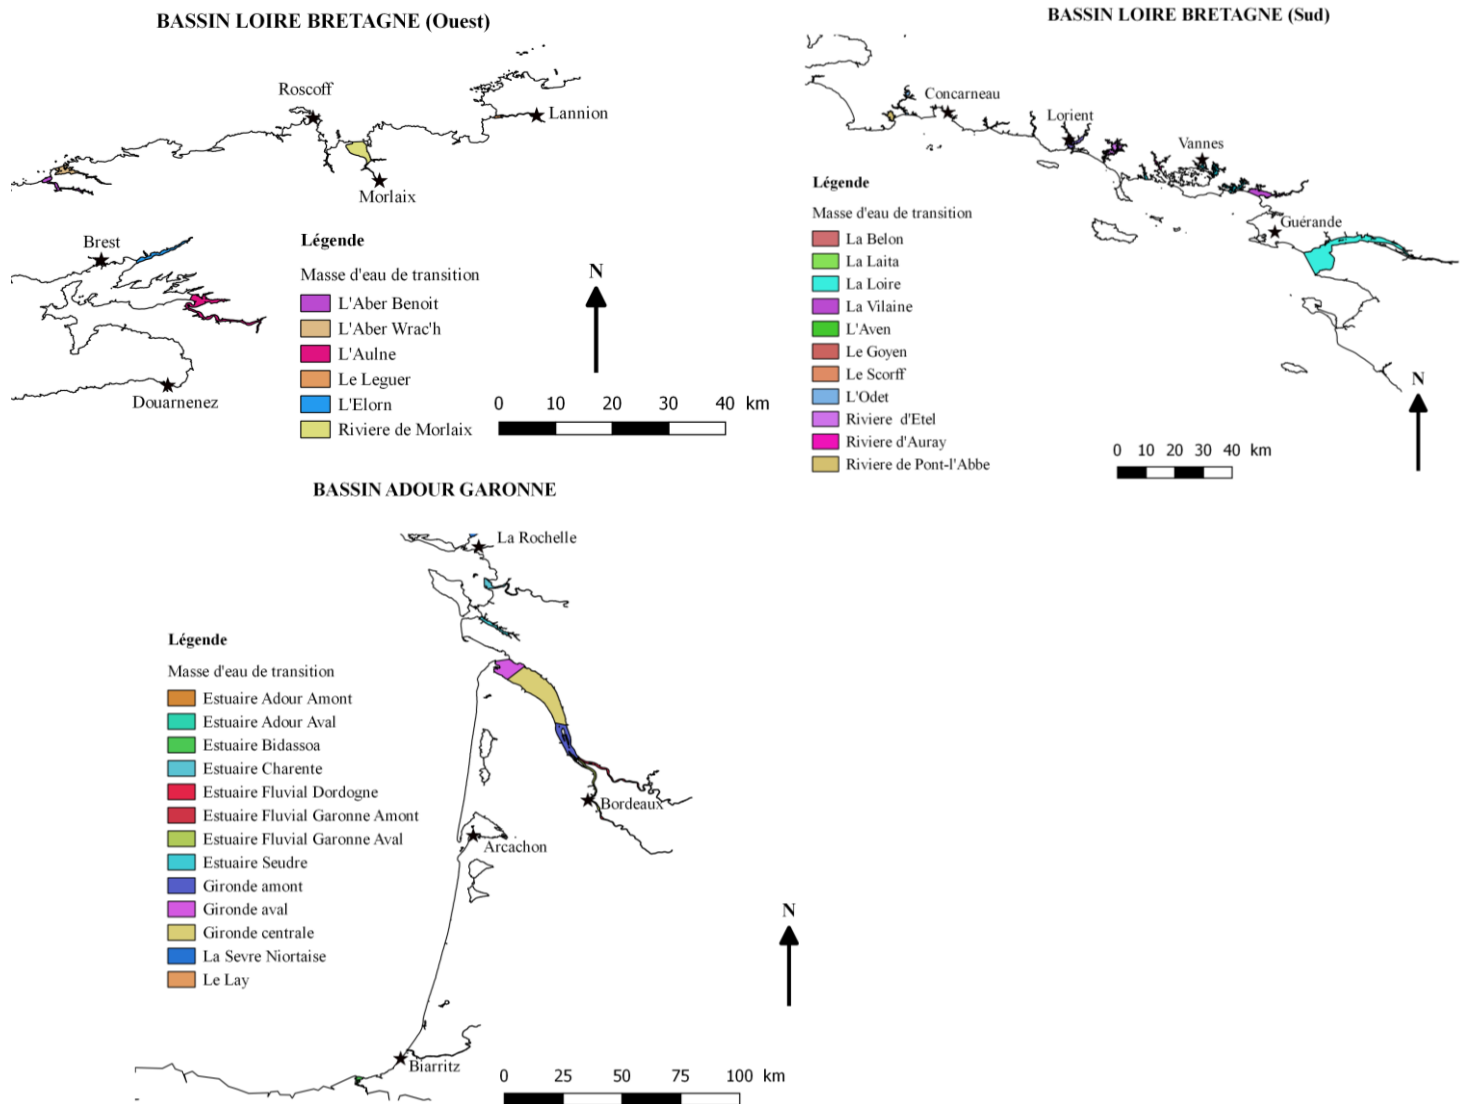 BASSIN LOIRE BRETAGNE (Ouest)
Roscoff
Lannion
Morlaix
Brest
Douarnenez
Légende
Masse d'eau de transition
L'Aber Benoit
L'Aber Wrac'h
L'Aulne
Le Leguer
L'Elorn
Riviere de Morlaix
N
0 10 20 30 40 km
BASSIN LOIRE BRETAGNE (Sud)
Concarneau
Lorient
Vannes
Guérande
Légende
Masse d'eau de transition
La Belon
La Laita
La Loire
La Vilaine
L'Aven
Le Goyen
Le Scorff
L'Odet
Riviere d'Etel
Riviere d'Auray
Riviere de Pont-l'Abbe
0 10 20 30 40 km
N
BASSIN ADOUR GARONNE
La Rochelle
Bordeaux
Arcachon
Biarritz
Légende
Masse d'eau de transition
Estuaire Adour Amont
Estuaire Adour Aval
Estuaire Bidassoa
Estuaire Charente
Estuaire Fluvial Dordogne
Estuaire Fluvial Garonne Amont
Estuaire Fluvial Garonne Aval
Estuaire Seudre
Gironde amont
Gironde aval
Gironde centrale
La Sevre Niortaise
Le Lay
N
0 25 50 75 100 km